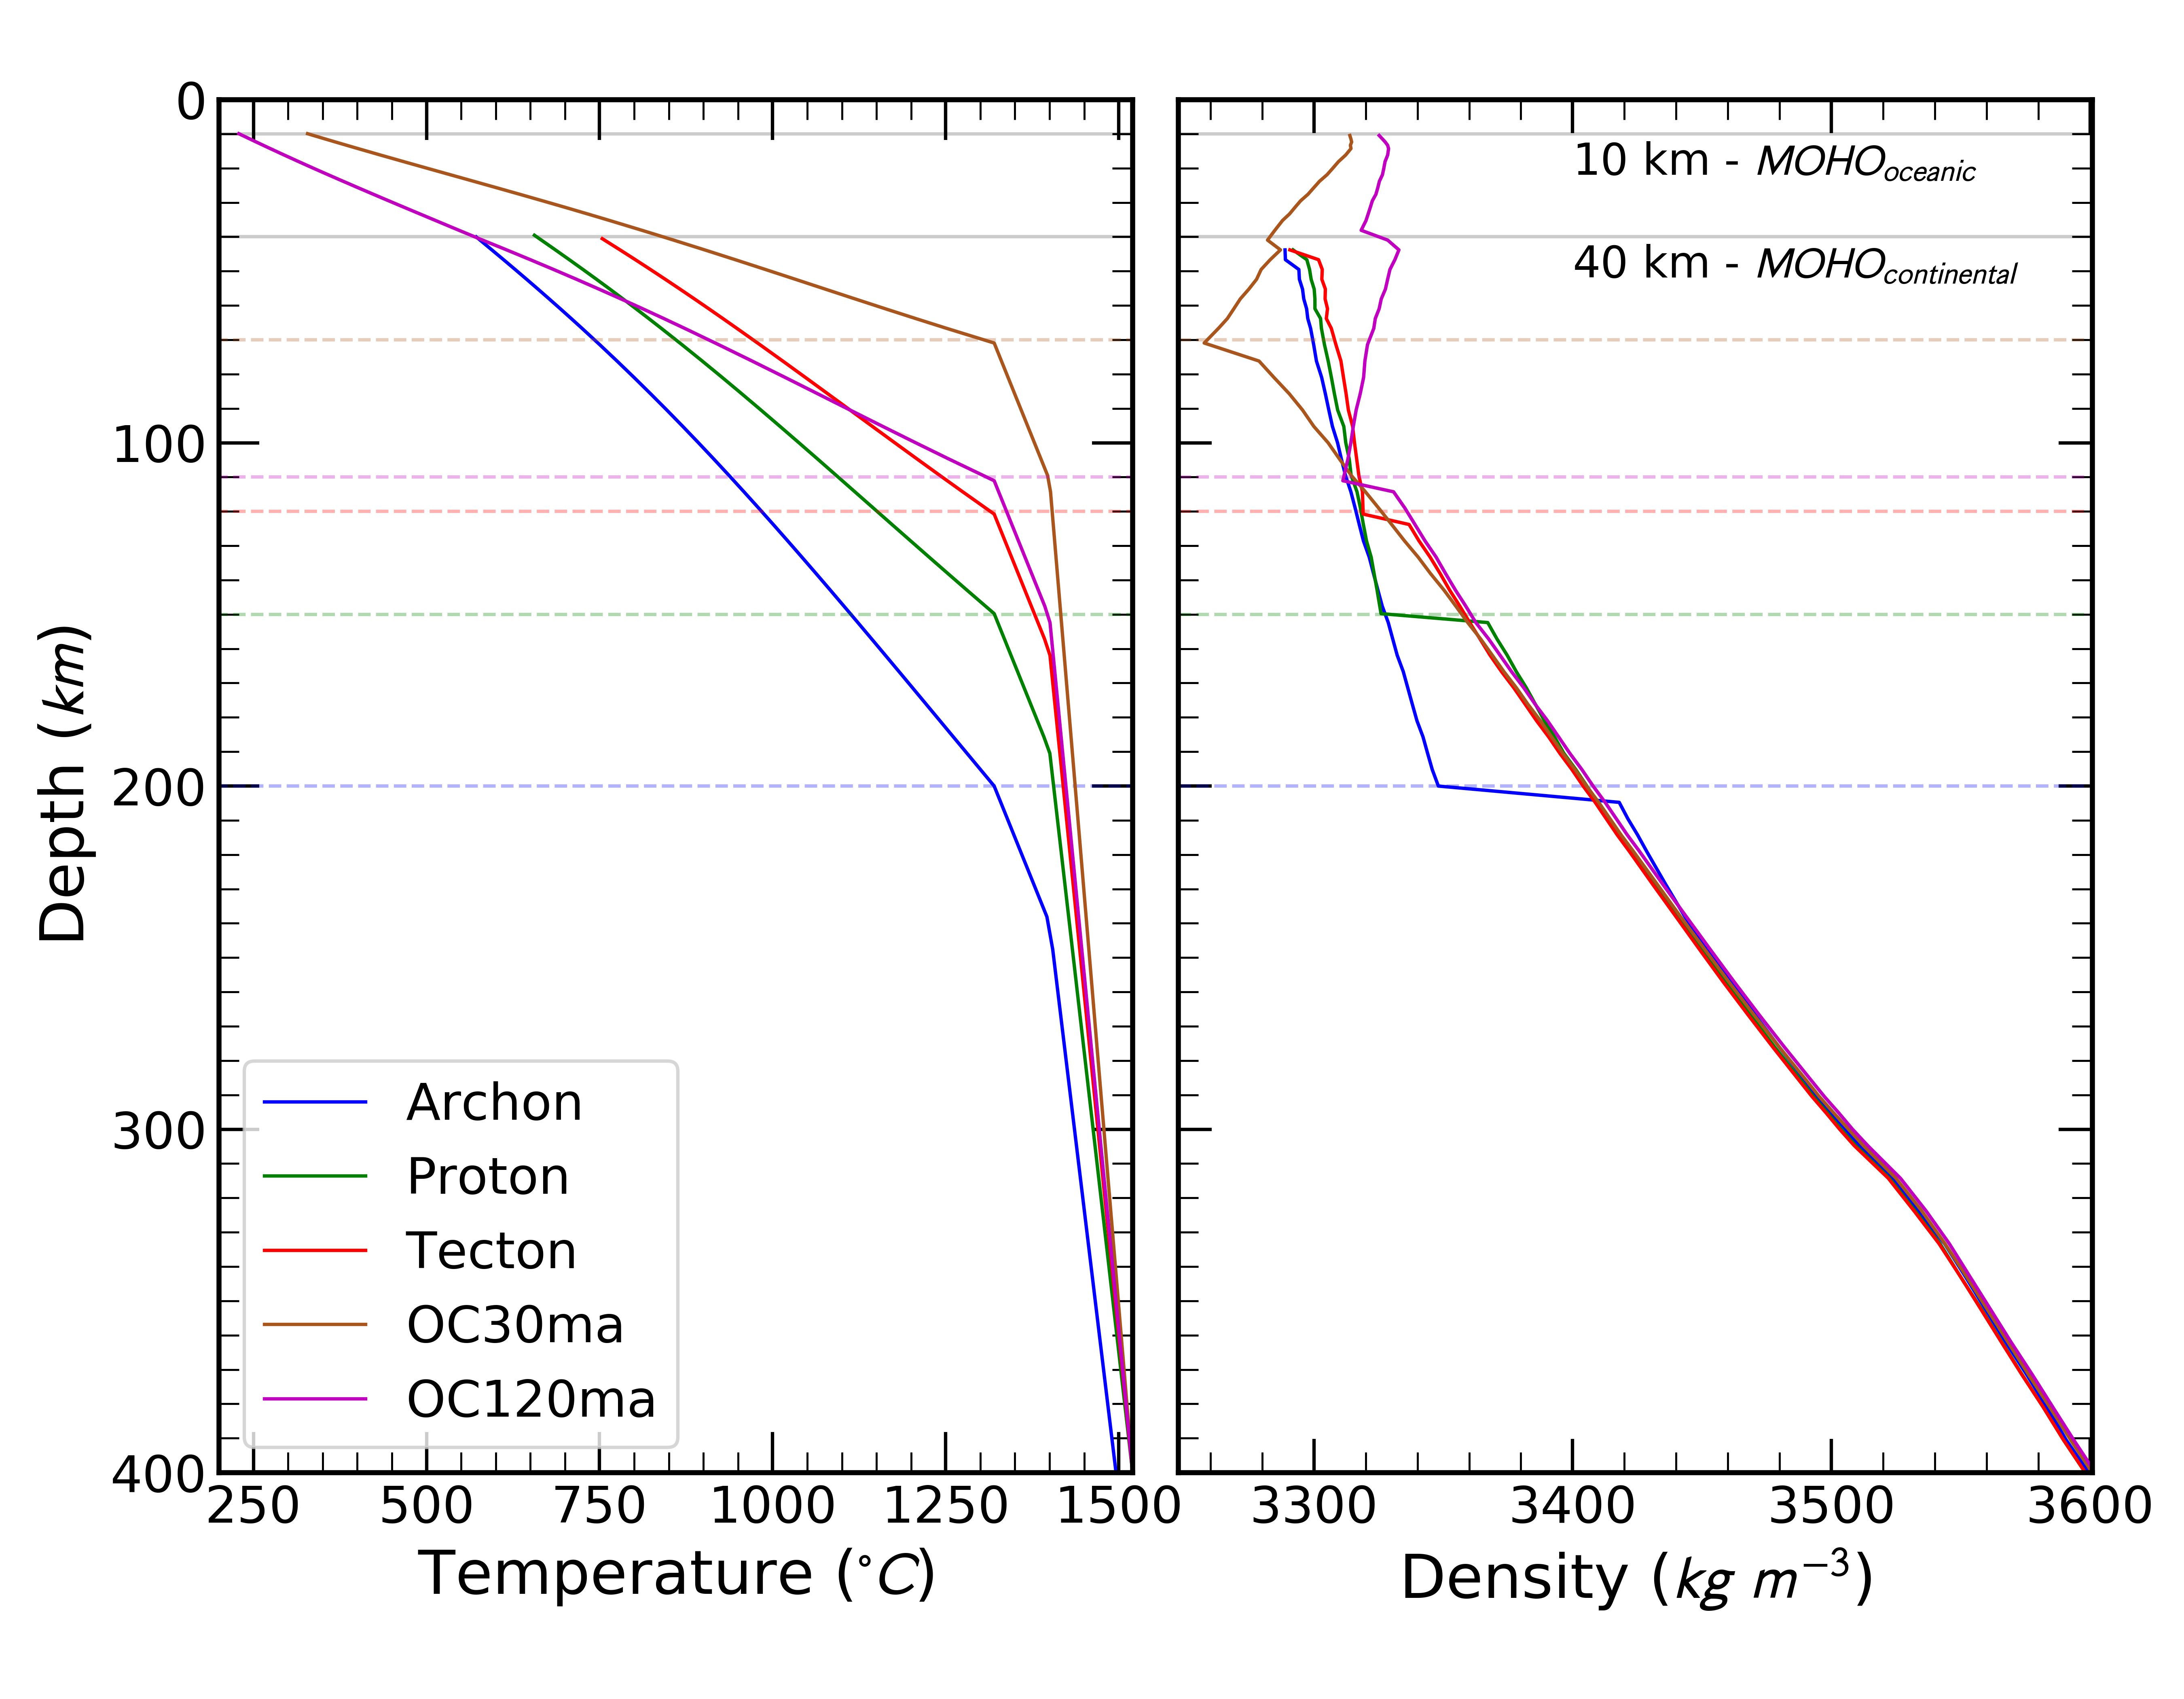 0
100
200
300
400
Depth (km)
250 500 750 1000 1250 1500
Temperature (°C)
Archon
Proton
Tecton
OC30ma
OC120ma
10 km - MOHOoceanic
40 km - MOHOcontinental
3300 3400 3500 3600
Density (kg m⁻³)